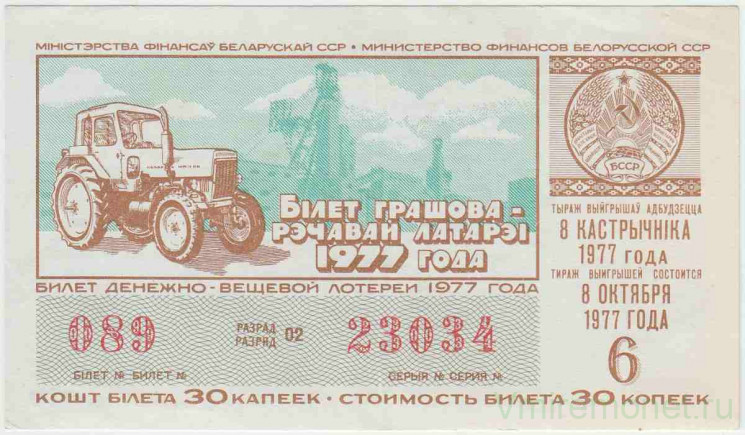 МІНІСТЭРСТВА ФІНАНСАЎ БЕЛАРУСКАЙ ССР • МИНИСТЕРСТВО ФИНАНСОВ БЕЛОРУССКОЙ ССР
БССР
БІЛЕТ ГРАШОВА-
РЭЧАВАЙ ЛАТАРЭІ
1977 ГОДА
БИЛЕТ ДЕНЕЖНО-ВЕЩЕВОЙ ЛОТЕРЕИ 1977 ГОДА
ТЫРАЖ ВЫЙГРЫШАЎ АДБУДЗЕЦЦА
8 КАСТРЫЧНІКА
1977 ГОДА
ТИРАЖ ВЫИГРЫШЕЙ СОСТОИТСЯ
8 ОКТЯБРЯ
1977 ГОДА
6
089
РАЗРАД
РАЗРЯД 02
23034
БІЛЕТ № БИЛЕТ №
СЕРЫЯ № СЕРИЯ №
КОШТ БІЛЕТА 30 КАПЕЕК • СТОИМОСТЬ БИЛЕТА 30 КОПЕЕК
vmiremonet.ru